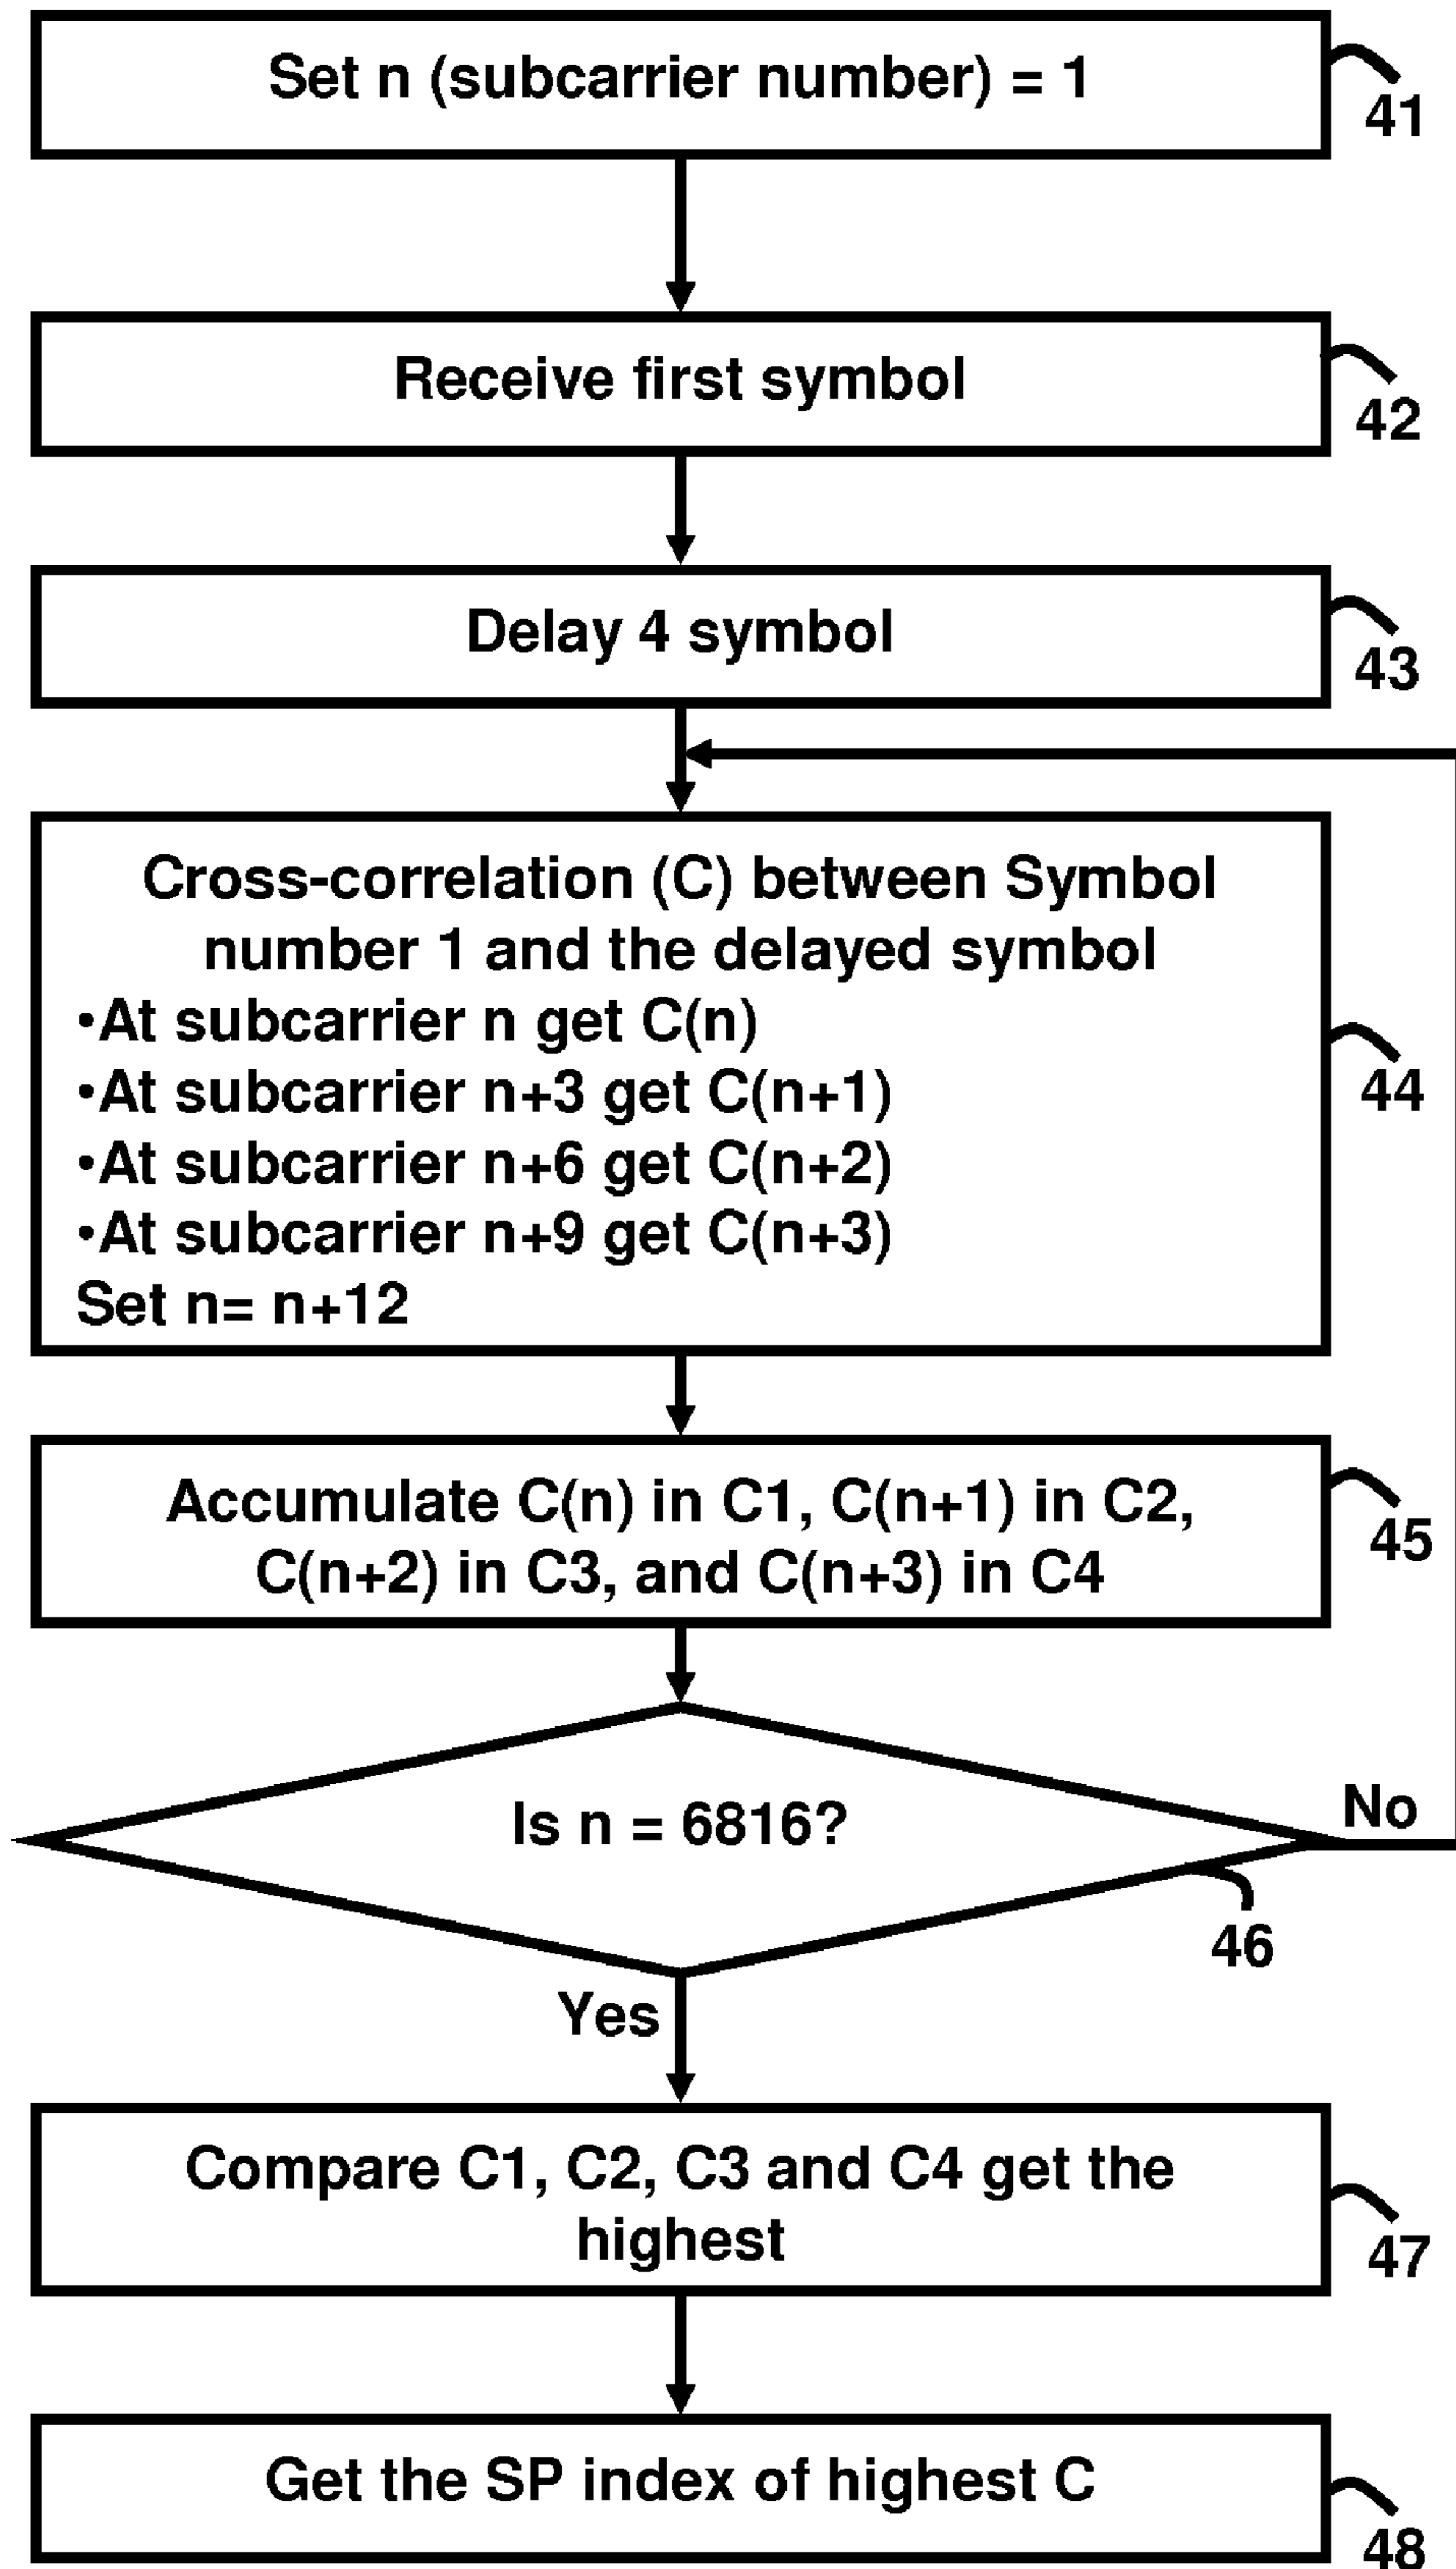 Set n (subcarrier number) = 1
41
Receive first symbol
42
Delay 4 symbol
43
Cross-correlation (C) between Symbol
number 1 and the delayed symbol
•At subcarrier n get C(n)
•At subcarrier n+3 get C(n+1)
•At subcarrier n+6 get C(n+2)
•At subcarrier n+9 get C(n+3)
Set n= n+12
44
Accumulate C(n) in C1, C(n+1) in C2,
C(n+2) in C3, and C(n+3) in C4
45
Is n = 6816?
No
46
Yes
Compare C1, C2, C3 and C4 get the
highest
47
Get the SP index of highest C
48